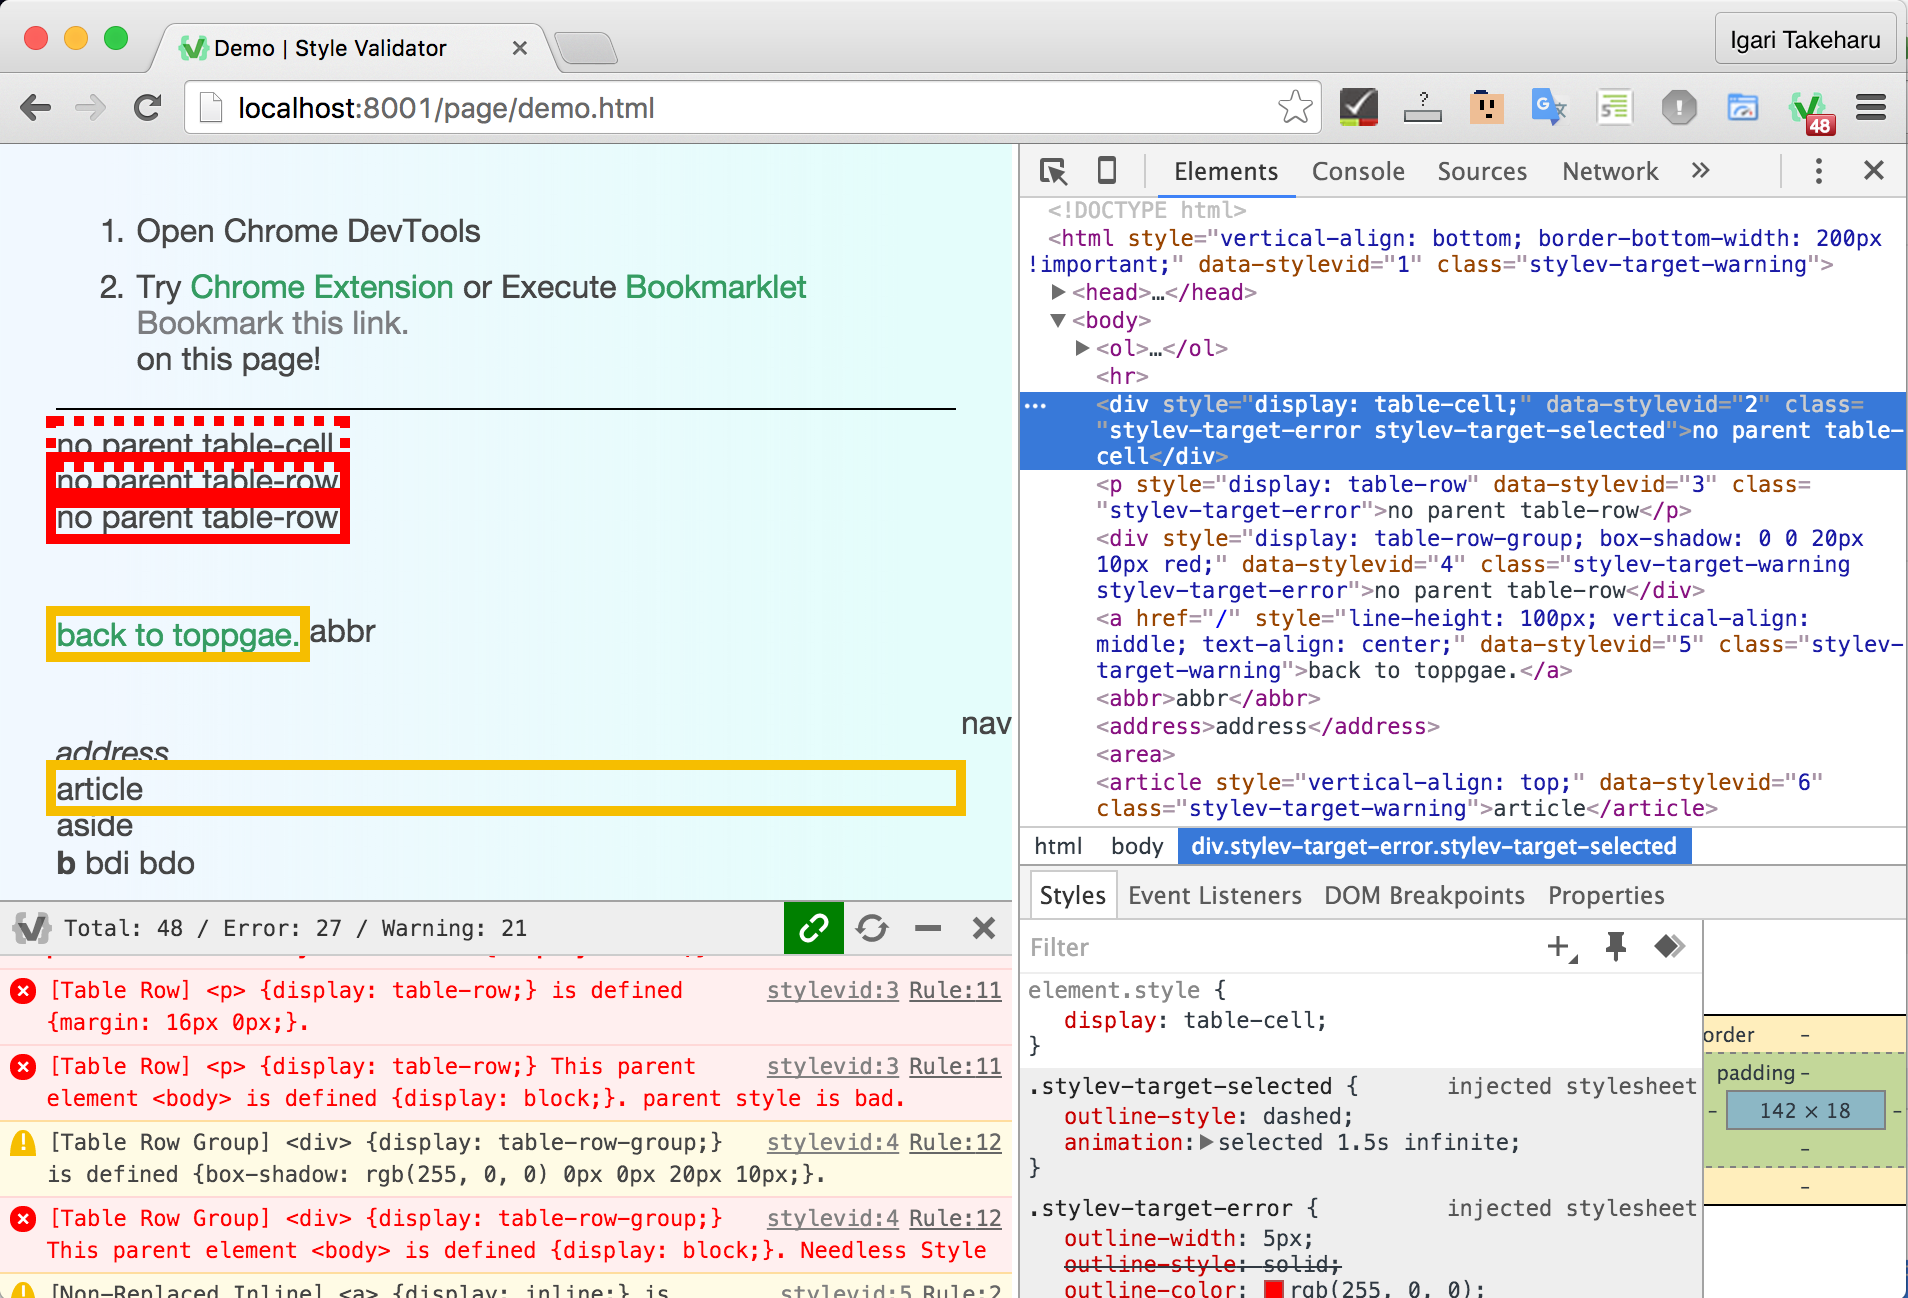 Demo | Style Validator
Igari Takeharu
localhost:8001/page/demo.html
48
1. Open Chrome DevTools
2. Try Chrome Extension or Execute Bookmarklet
Bookmark this link.
on this page!
no parent table-cell
no parent table-row
no parent table-row
back to toppgae. abbr
nav
address
article
aside
b bdi bdo
Total: 48 / Error: 27 / Warning: 21
[Table Row] <p> {display: table-row;} is defined stylevid:3 Rule:11
{margin: 16px 0px;}.
[Table Row] <p> {display: table-row;} This parent stylevid:3 Rule:11
element <body> is defined {display: block;}. parent style is bad.
[Table Row Group] <div> {display: table-row-group;} stylevid:4 Rule:12
is defined {box-shadow: rgb(255, 0, 0) 0px 0px 20px 10px;}.
[Table Row Group] <div> {display: table-row-group;} stylevid:4 Rule:12
This parent element <body> is defined {display: block;}. Needless Style
[Non-Replaced Inline] <a> {display: inline;} is stylevid:5 Rule:2
Elements Console Sources Network »
<!DOCTYPE html>
<html style="vertical-align: bottom; border-bottom-width: 200px
!important;" data-stylevid="1" class="stylev-target-warning">
<head>…</head>
<body>
<ol>…</ol>
<hr>
<div style="display: table-cell;" data-stylevid="2" class=
"stylev-target-error stylev-target-selected">no parent table-
cell</div>
<p style="display: table-row" data-stylevid="3" class=
"stylev-target-error">no parent table-row</p>
<div style="display: table-row-group; box-shadow: 0 0 20px
10px red;" data-stylevid="4" class="stylev-target-warning
stylev-target-error">no parent table-row</div>
<a href="/" style="line-height: 100px; vertical-align:
middle; text-align: center;" data-stylevid="5" class="stylev-
target-warning">back to toppgae.</a>
<abbr>abbr</abbr>
<address>address</address>
<area>
<article style="vertical-align: top;" data-stylevid="6"
class="stylev-target-warning">article</article>
html body div.stylev-target-error.stylev-target-selected
Styles Event Listeners DOM Breakpoints Properties
Filter
element.style {
display: table-cell;
}
.stylev-target-selected { injected stylesheet
outline-style: dashed;
animation: selected 1.5s infinite;
}
.stylev-target-error { injected stylesheet
outline-width: 5px;
outline-style: solid;
outline-color: rgb(255, 0, 0);
order -
padding -
- 142 × 18 -
-
-